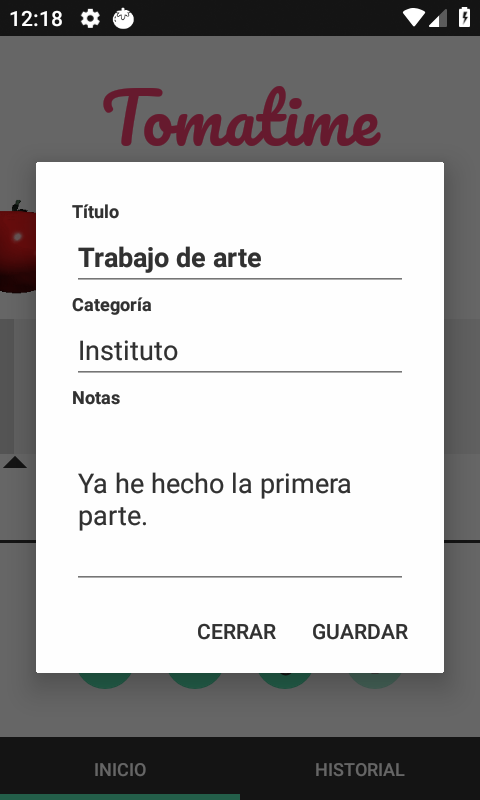 12:18
Tomatime
Título
Trabajo de arte
Categoría
Instituto
Notas
Ya he hecho la primera
parte.
CERRAR
GUARDAR
INICIO
HISTORIAL